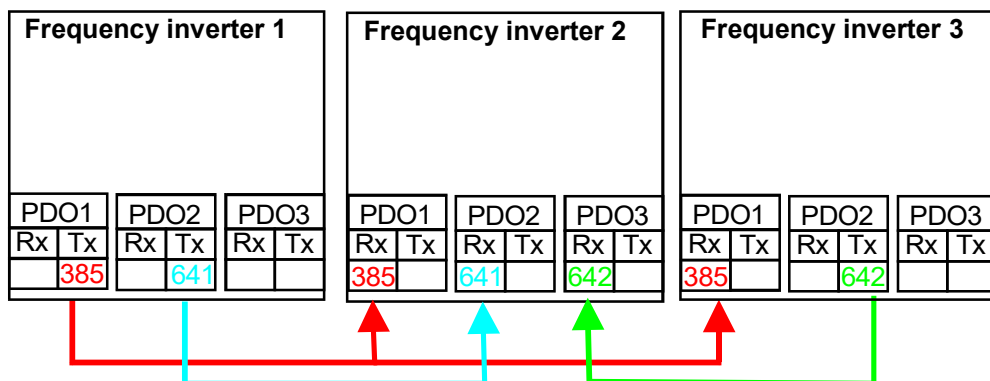 Frequency inverter 1 Frequency inverter 2 Frequency inverter 3
PDO1 PDO2 PDO3 PDO1 PDO2 PDO3 PDO1 PDO2 PDO3
Rx Tx Rx Tx Rx Tx Rx Tx Rx Tx Rx Tx Rx Tx Rx Tx Rx Tx
385 641 385 641 642 385 642